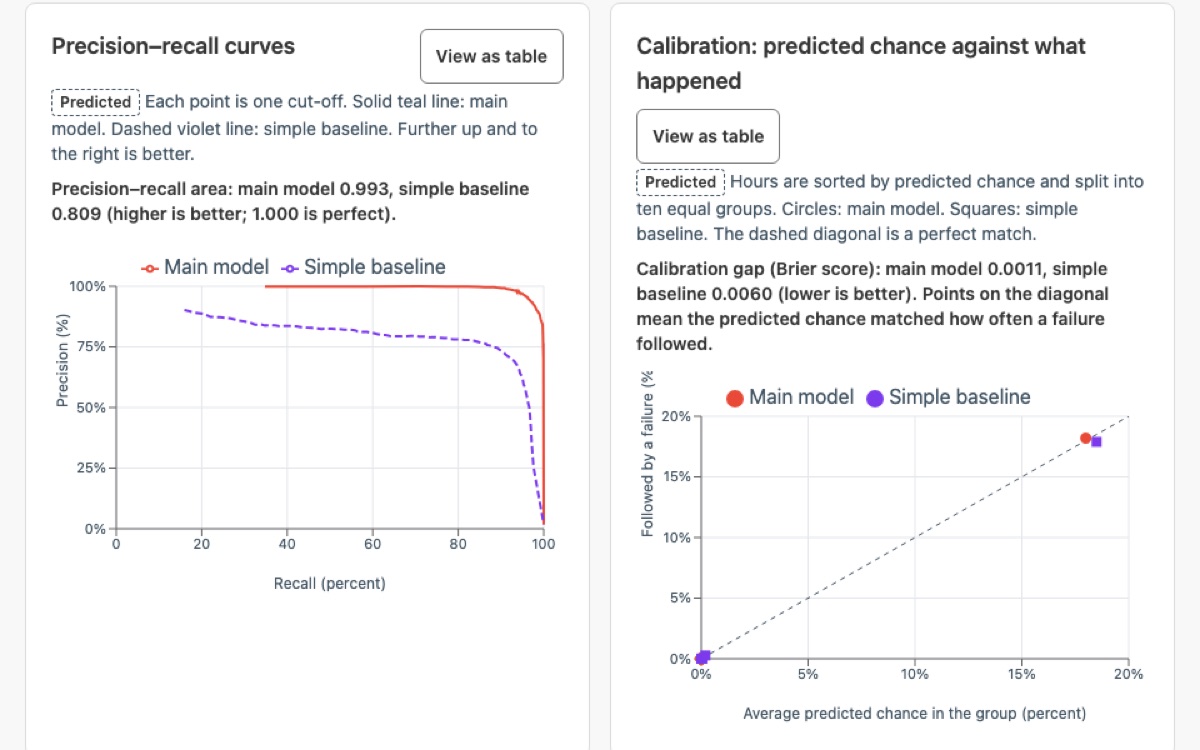 Precision–recall curves
View as table
Predicted Each point is one cut-off. Solid teal line: main
model. Dashed violet line: simple baseline. Further up and to
the right is better.
Precision–recall area: main model 0.993, simple baseline
0.809 (higher is better; 1.000 is perfect).
Main model Simple baseline
Precision (%)
100%
75%
50%
25%
0%
0 20 40 60 80 100
Recall (percent)
Calibration: predicted chance against what
happened
View as table
Predicted Hours are sorted by predicted chance and split into
ten equal groups. Circles: main model. Squares: simple
baseline. The dashed diagonal is a perfect match.
Calibration gap (Brier score): main model 0.0011, simple
baseline 0.0060 (lower is better). Points on the diagonal
mean the predicted chance matched how often a failure
followed.
Main model Simple baseline
Followed by a failure (%
20%
15%
10%
5%
0%
0% 5% 10% 15% 20%
Average predicted chance in the group (percent)